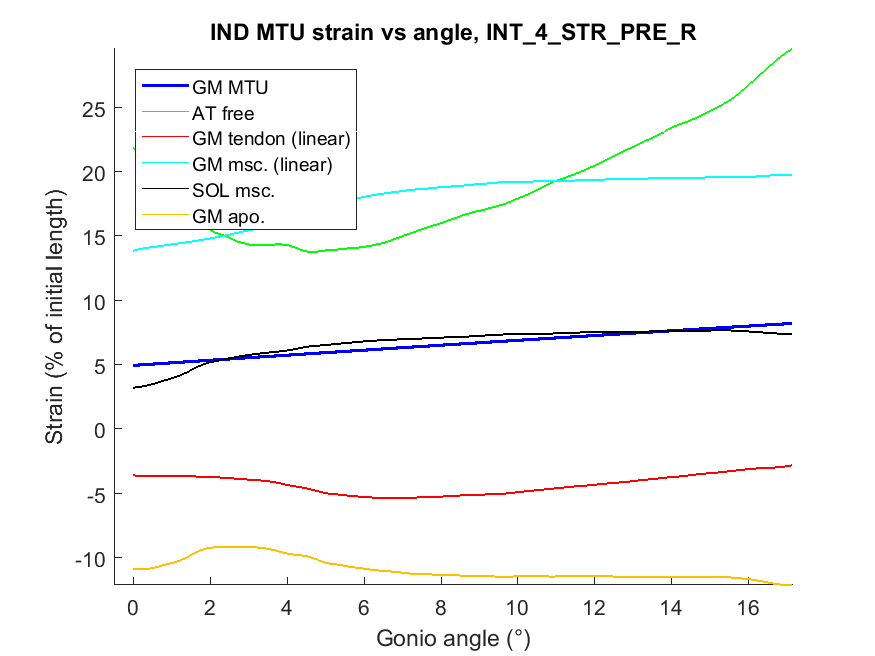 IND MTU strain vs angle, INT_4_STR_PRE_R
GM MTU
AT free
GM tendon (linear)
GM msc. (linear)
SOL msc.
GM apo.
Strain (% of initial length)
25
20
15
10
5
0
-5
-10
0 2 4 6 8 10 12 14 16
Gonio angle (°)